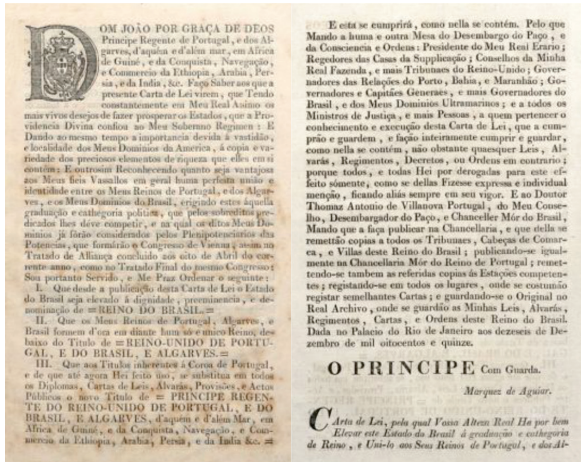 DOM JOÃO POR GRAÇA DE DEOS
Principe Regente de Portugal, e dos Al-
garves, d'aquém e d'além mar, em Africa
de Guiné, e da Conquista, Navegação,
e Commercio da Ethiopia, Arabia, Per-
sia, e da India, &c. Faço Saber aos que a
presente Carta de Lei virem, que Tendo
constantemente em Meu Real Animo os
mais vivos desejos de fazer prosperar os Estados, que a Pro-
videncia Divina confiou ao Meu Soberano Regimen: E
Dando ao mesmo tempo a importancia devida á vastidão,
e localidade dos Meus Dominios da America, á copia e va-
riedade dos preciosos elementos de riqueza que elles em si
contém: E outrosim Reconhecendo quanto seja vantajosa
aos Meus fieis Vassallos em geral huma perfeita união e
identidade entre os Meus Reinos de Portugal, e dos Algar-
ves, e os Meus Dominios do Brasil, erigindo estes áquella
graduação e cathegoria politica, que pelos sobreditos pre-
dicados lhes deve competir, e na qual os ditos Meus Do-
minios já forão considerados pelos Plenipotenciarios das
Potencias, que formárão o Congresso de Vienna, assim no
Tratado de Alliança concluido aos oito de Abril do cor-
rente anno, como no Tratado Final do mesmo Congresso:
Sou portanto Servido, e Me Praz Ordenar o seguinte:
I. Que desde a publicação desta Carta de Lei o Estado
do Brasil seja elevado á dignidade, preeminencia, e de-
nominação de = REINO DO BRASIL. =
II. Que os Meus Reinos de Portugal, Algarves, e
Brasil formem d'ora em diante hum só e unico Reino, de-
baixo do Titulo de = REINO-UNIDO DE PORTU-
GAL, E DO BRASIL, E ALGARVES. =
III. Que aos Titulos inherentes á Coroa de Portugal,
e de que até agora Hei feito uso, se substitua em todos
os Diplomas, Cartas de Leis, Alvarás, Provisões, e Actos
Públicos o novo Titulo de = PRINCIPE REGEN-
TE DO REINO-UNIDO DE PORTUGAL, E DO
BRASIL, E ALGARVES, d'aquém e d'além Mar, em
Africa de Guiné, e da Conquista, Navegação, e Com-
mercio da Ethiopia, Arabia, Persia, e da India &c. =
E esta se cumprirá, como nella se contém. Pelo que
Mando a huma e outra Mesa do Desembargo do Paço, e
da Consciencia e Ordens: Presidente do Meu Real Erario;
Regedores das Casas da Supplicação; Conselhos da Minha
Real Fazenda, e mais Tribunaes do Reino-Unido; Gover-
nadores das Relações do Porto, Bahia, e Maranhão; Go-
vernadores e Capitães Generaes, e mais Governadores do
Brasil, e dos Meus Dominios Ultramarinos; e a todos os
Ministros de Justiça, e mais Pessoas, a quem pertencer o
conhecimento e execução desta Carta de Lei, que a cum-
prão e guardem, e fação inteiramente cumprir e guardar,
como nella se contém, não obstante quaesquer Leis, Al-
varás, Regimentos, Decretos, ou Ordens em contrario;
porque todos, e todas Hei por derogadas para este ef-
feito sómente, como se dellas Fizesse expressa e individual
menção, ficando aliás sempre em seu vigor. E ao Doutor
Thomaz Antonio de Villanova Portugal, do Meu Conse-
lho, Desembargador do Paço, e Chanceller Mór do Brasil,
Mando que a faça publicar na Chancellaria, e que della se
remettão copias a todos os Tribunaes, Cabeças de Comar-
ca, e Villas deste Reino do Brasil; publicando-se igual-
mente na Chancellaria Mór do Reino de Portugal; remet-
tendo-se tambem as referidas copias ás Estações competen-
tes; registando-se em todos os lugares, onde se costumão
registar semelhantes Cartas; e guardando-se o Original no
Real Archivo, onde se guardão as Minhas Leis, Alvarás,
Regimentos, Cartas, e Ordens deste Reino do Brasil.
Dada no Palacio do Rio de Janeiro aos dezeseis de De-
zembro de mil oitocentos e quinze.
O PRINCIPE Com Guarda.
Marquez de Aguiar.
Carta de Lei, pela qual Vossa Alteza Real Ha por bem
Elevar este Estado do Brasil á graduação e cathegoria
de Reino, e Uni-lo aos Seus Reinos de Portugal, e dos Al-